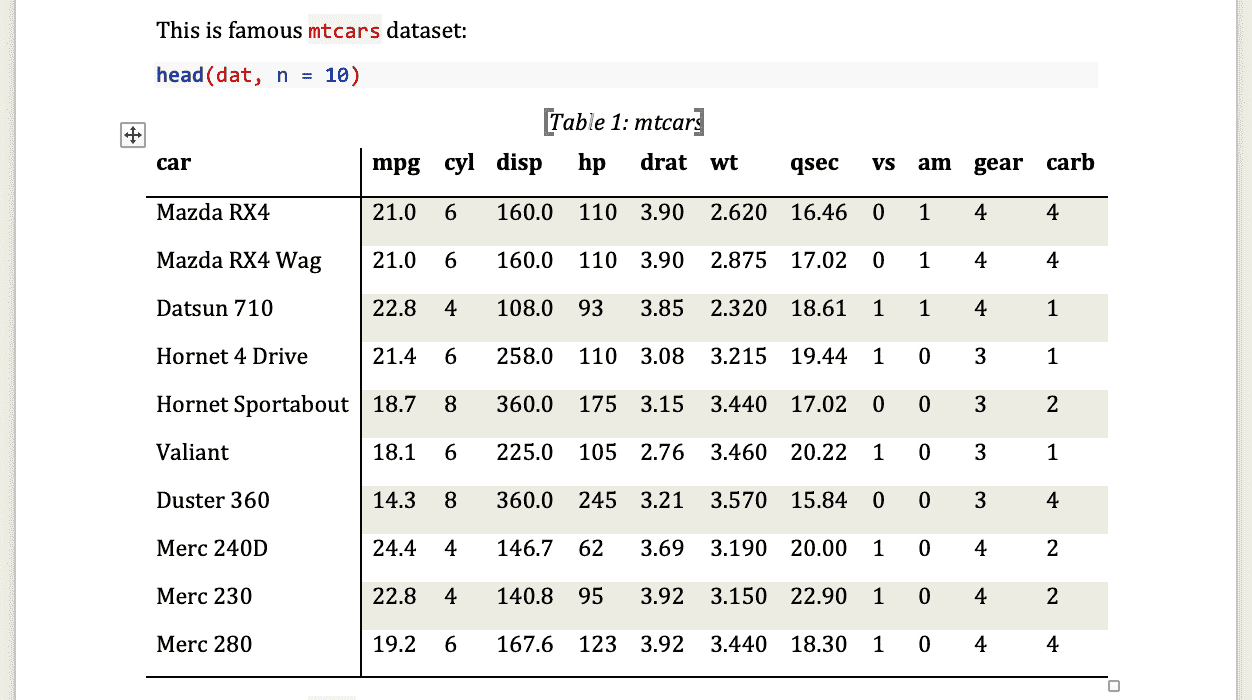 This is famous mtcars dataset:
head(dat, n = 10)
Table 1: mtcars
car mpg cyl disp hp drat wt qsec vs am gear carb
Mazda RX4 21.0 6 160.0 110 3.90 2.620 16.46 0 1 4 4
Mazda RX4 Wag 21.0 6 160.0 110 3.90 2.875 17.02 0 1 4 4
Datsun 710 22.8 4 108.0 93 3.85 2.320 18.61 1 1 4 1
Hornet 4 Drive 21.4 6 258.0 110 3.08 3.215 19.44 1 0 3 1
Hornet Sportabout 18.7 8 360.0 175 3.15 3.440 17.02 0 0 3 2
Valiant 18.1 6 225.0 105 2.76 3.460 20.22 1 0 3 1
Duster 360 14.3 8 360.0 245 3.21 3.570 15.84 0 0 3 4
Merc 240D 24.4 4 146.7 62 3.69 3.190 20.00 1 0 4 2
Merc 230 22.8 4 140.8 95 3.92 3.150 22.90 1 0 4 2
Merc 280 19.2 6 167.6 123 3.92 3.440 18.30 1 0 4 4